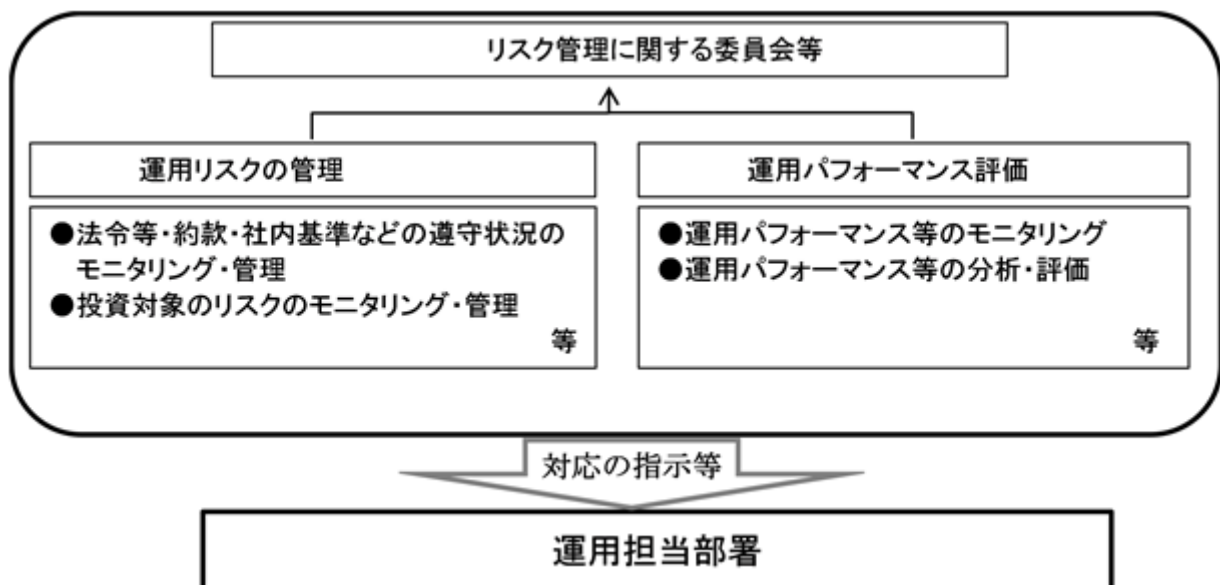 リスク管理に関する委員会等
運用リスクの管理
●法令等・約款・社内基準などの遵守状況の
モニタリング・管理
●投資対象のリスクのモニタリング・管理
等
運用パフォーマンス評価
●運用パフォーマンス等のモニタリング
●運用パフォーマンス等の分析・評価
等
対応の指示等
運用担当部署